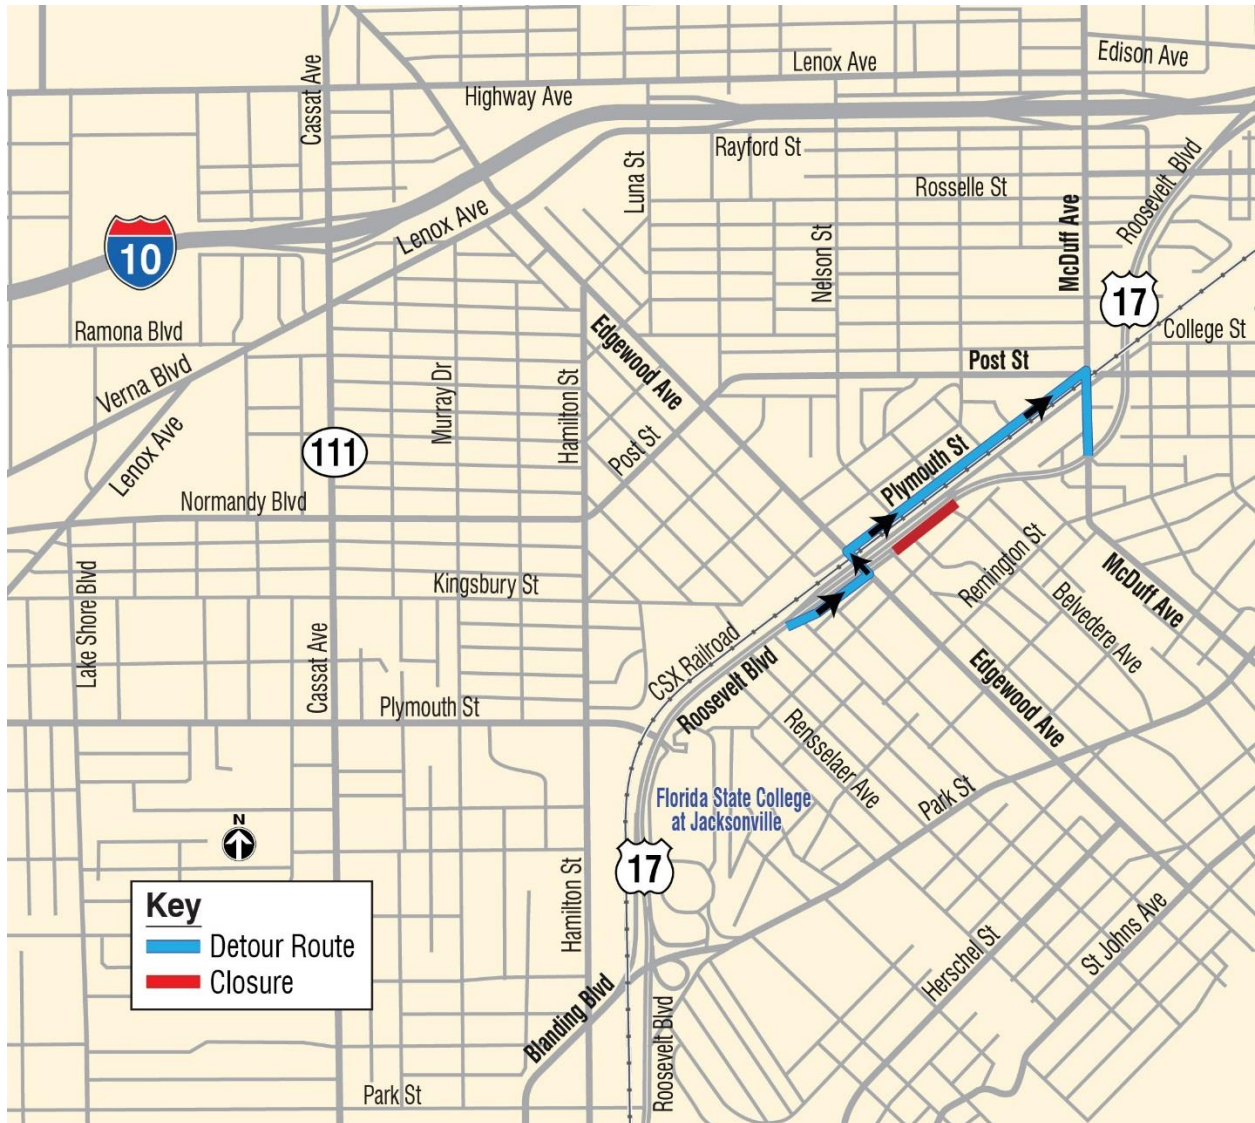 Lenox Ave
Edison Ave
Cassat Ave
Highway Ave
Rayford St
Luna St
Rosselle St
Roosevelt Blvd
McDuff Ave
Lenox Ave
10
Nelson St
17
Ramona Blvd
College St
Verna Blvd
Murray Dr
Hamilton St
Edgewood Ave
Post St
Lenox Ave
111
Post St
Plymouth St
Normandy Blvd
Kingsbury St
Remington St
McDuff Ave
Lake Shore Blvd
Belvedere Ave
Cassat Ave
CSX Railroad
Roosevelt Blvd
Edgewood Ave
Plymouth St
Rensselaer Ave
Park St
Florida State College
at Jacksonville
N
17
Key
Detour Route
Closure
Hamilton St
Herschel St
St Johns Ave
Blanding Blvd
Roosevelt Blvd
Park St